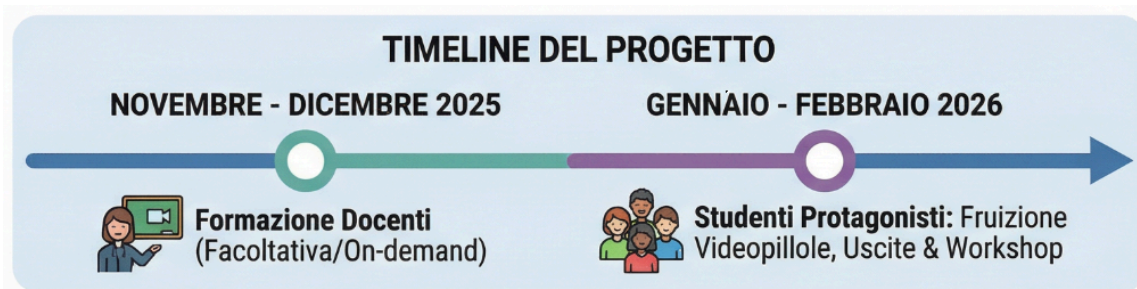 TIMELINE DEL PROGETTO
NOVEMBRE - DICEMBRE 2025
GENNAIO - FEBBRAIO 2026
Formazione Docenti
(Facoltativa/On-demand)
Studenti Protagonisti: Fruizione
Videopillole, Uscite & Workshop